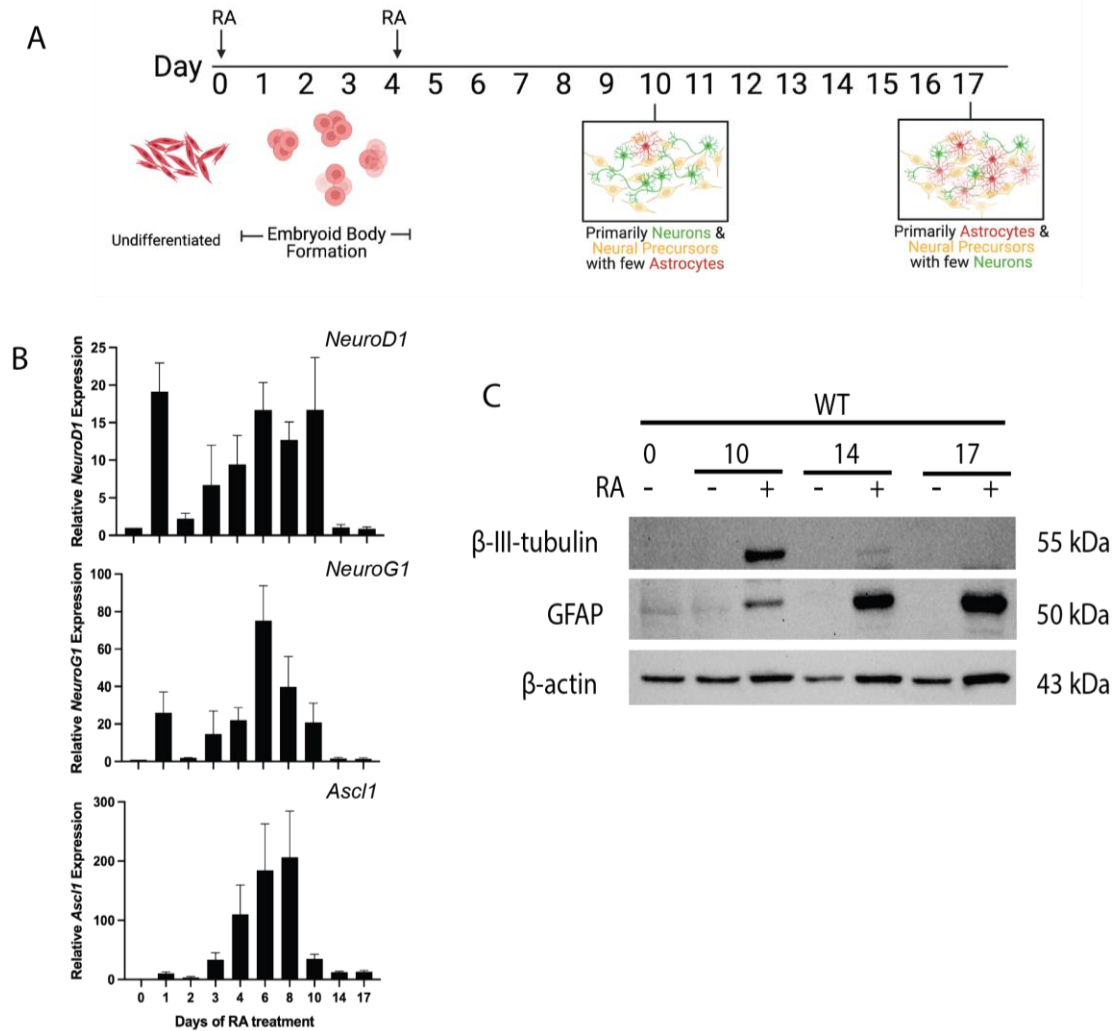 A
RA RA
Day 0 1 2 3 4 5 6 7 8 9 10 11 12 13 14 15 16 17
Undifferentiated
Embryoid Body
Formation
Primarily Neurons &
Neural Precursors
with few Astrocytes
Primarily Astrocytes &
Neural Precursors
with few Neurons
B
NeuroD1
Relative NeuroD1 Expression
25
20
15
10
5
0
NeuroG1
Relative NeuroG1 Expression
100
80
60
40
20
0
Ascl1
Relative Ascl1 Expression
300
200
100
0
0 1 2 3 4 6 8 10 14 17
Days of RA treatment
C
WT
0 10 14 17
RA - - + - + - +
β-III-tubulin 55 kDa
GFAP 50 kDa
β-actin 43 kDa